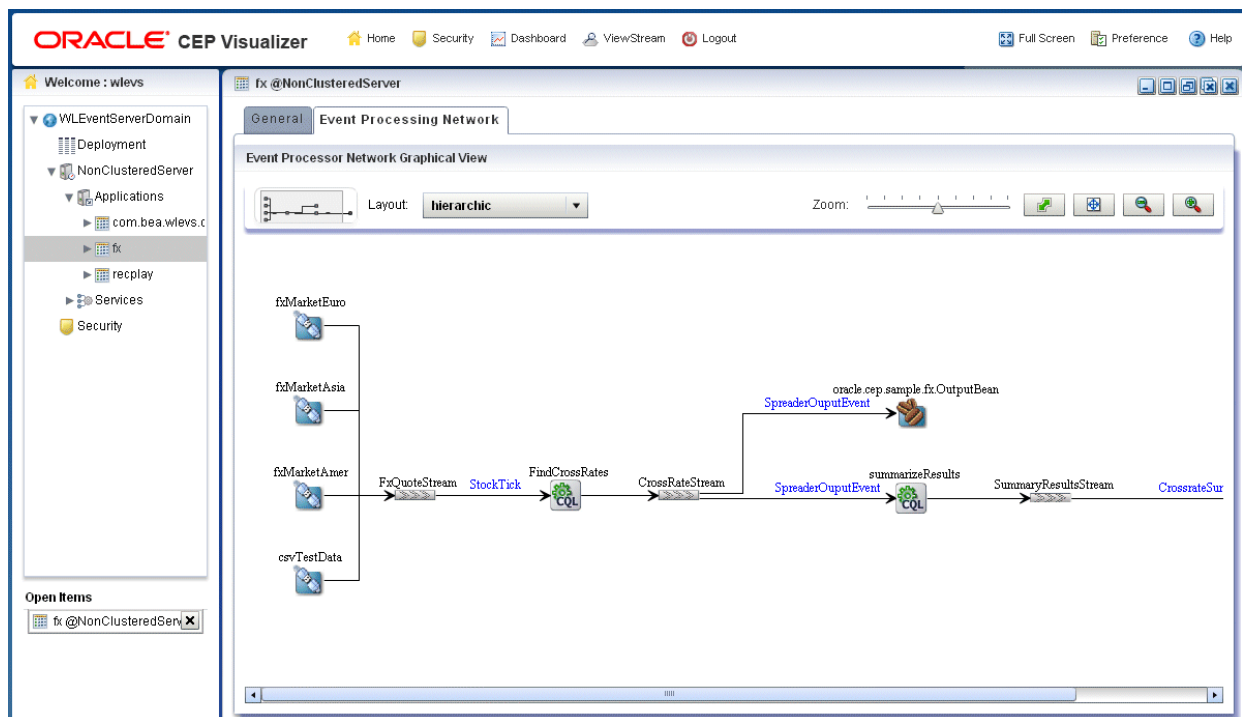 ORACLE CEP Visualizer
Home
Security
Dashboard
ViewStream
Logout
Full Screen
Preference
Help
Welcome : wlevs
WLEventServerDomain
Deployment
NonClusteredServer
Applications
com.bea.wlevs.c
fx
recplay
Services
Security
Open Items
fx @NonClusteredServ
fx @NonClusteredServer
General
Event Processing Network
Event Processor Network Graphical View
Layout:
hierarchic
Zoom:
fxMarketEuro
fxMarketAsia
oracle.cep.sample.fx.OutputBean
SpreaderOuputEvent
fxMarketAmer
FxQuoteStream
StockTick
FindCrossRates
CQL
CrossRateStream
SpreaderOuputEvent
summarizeResults
CQL
SummaryResultsStream
CrossrateSur
csvTestData